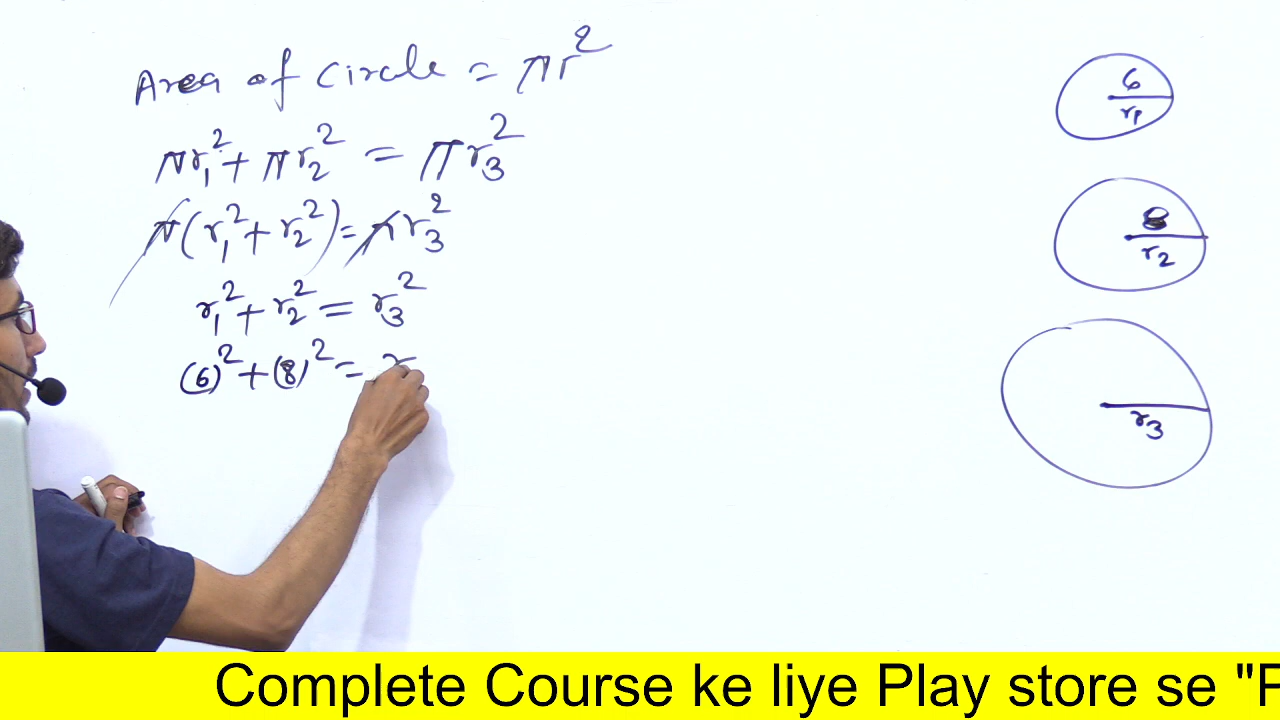 Area of Circle = πr²
πr₁² + πr₂² = πr₃²
π(r₁² + r₂²) = πr₃²
r₁² + r₂² = r₃²
(6)² + (8)² = r
6
r₁
8
r₂
r₃
Complete Course ke liye Play store se "